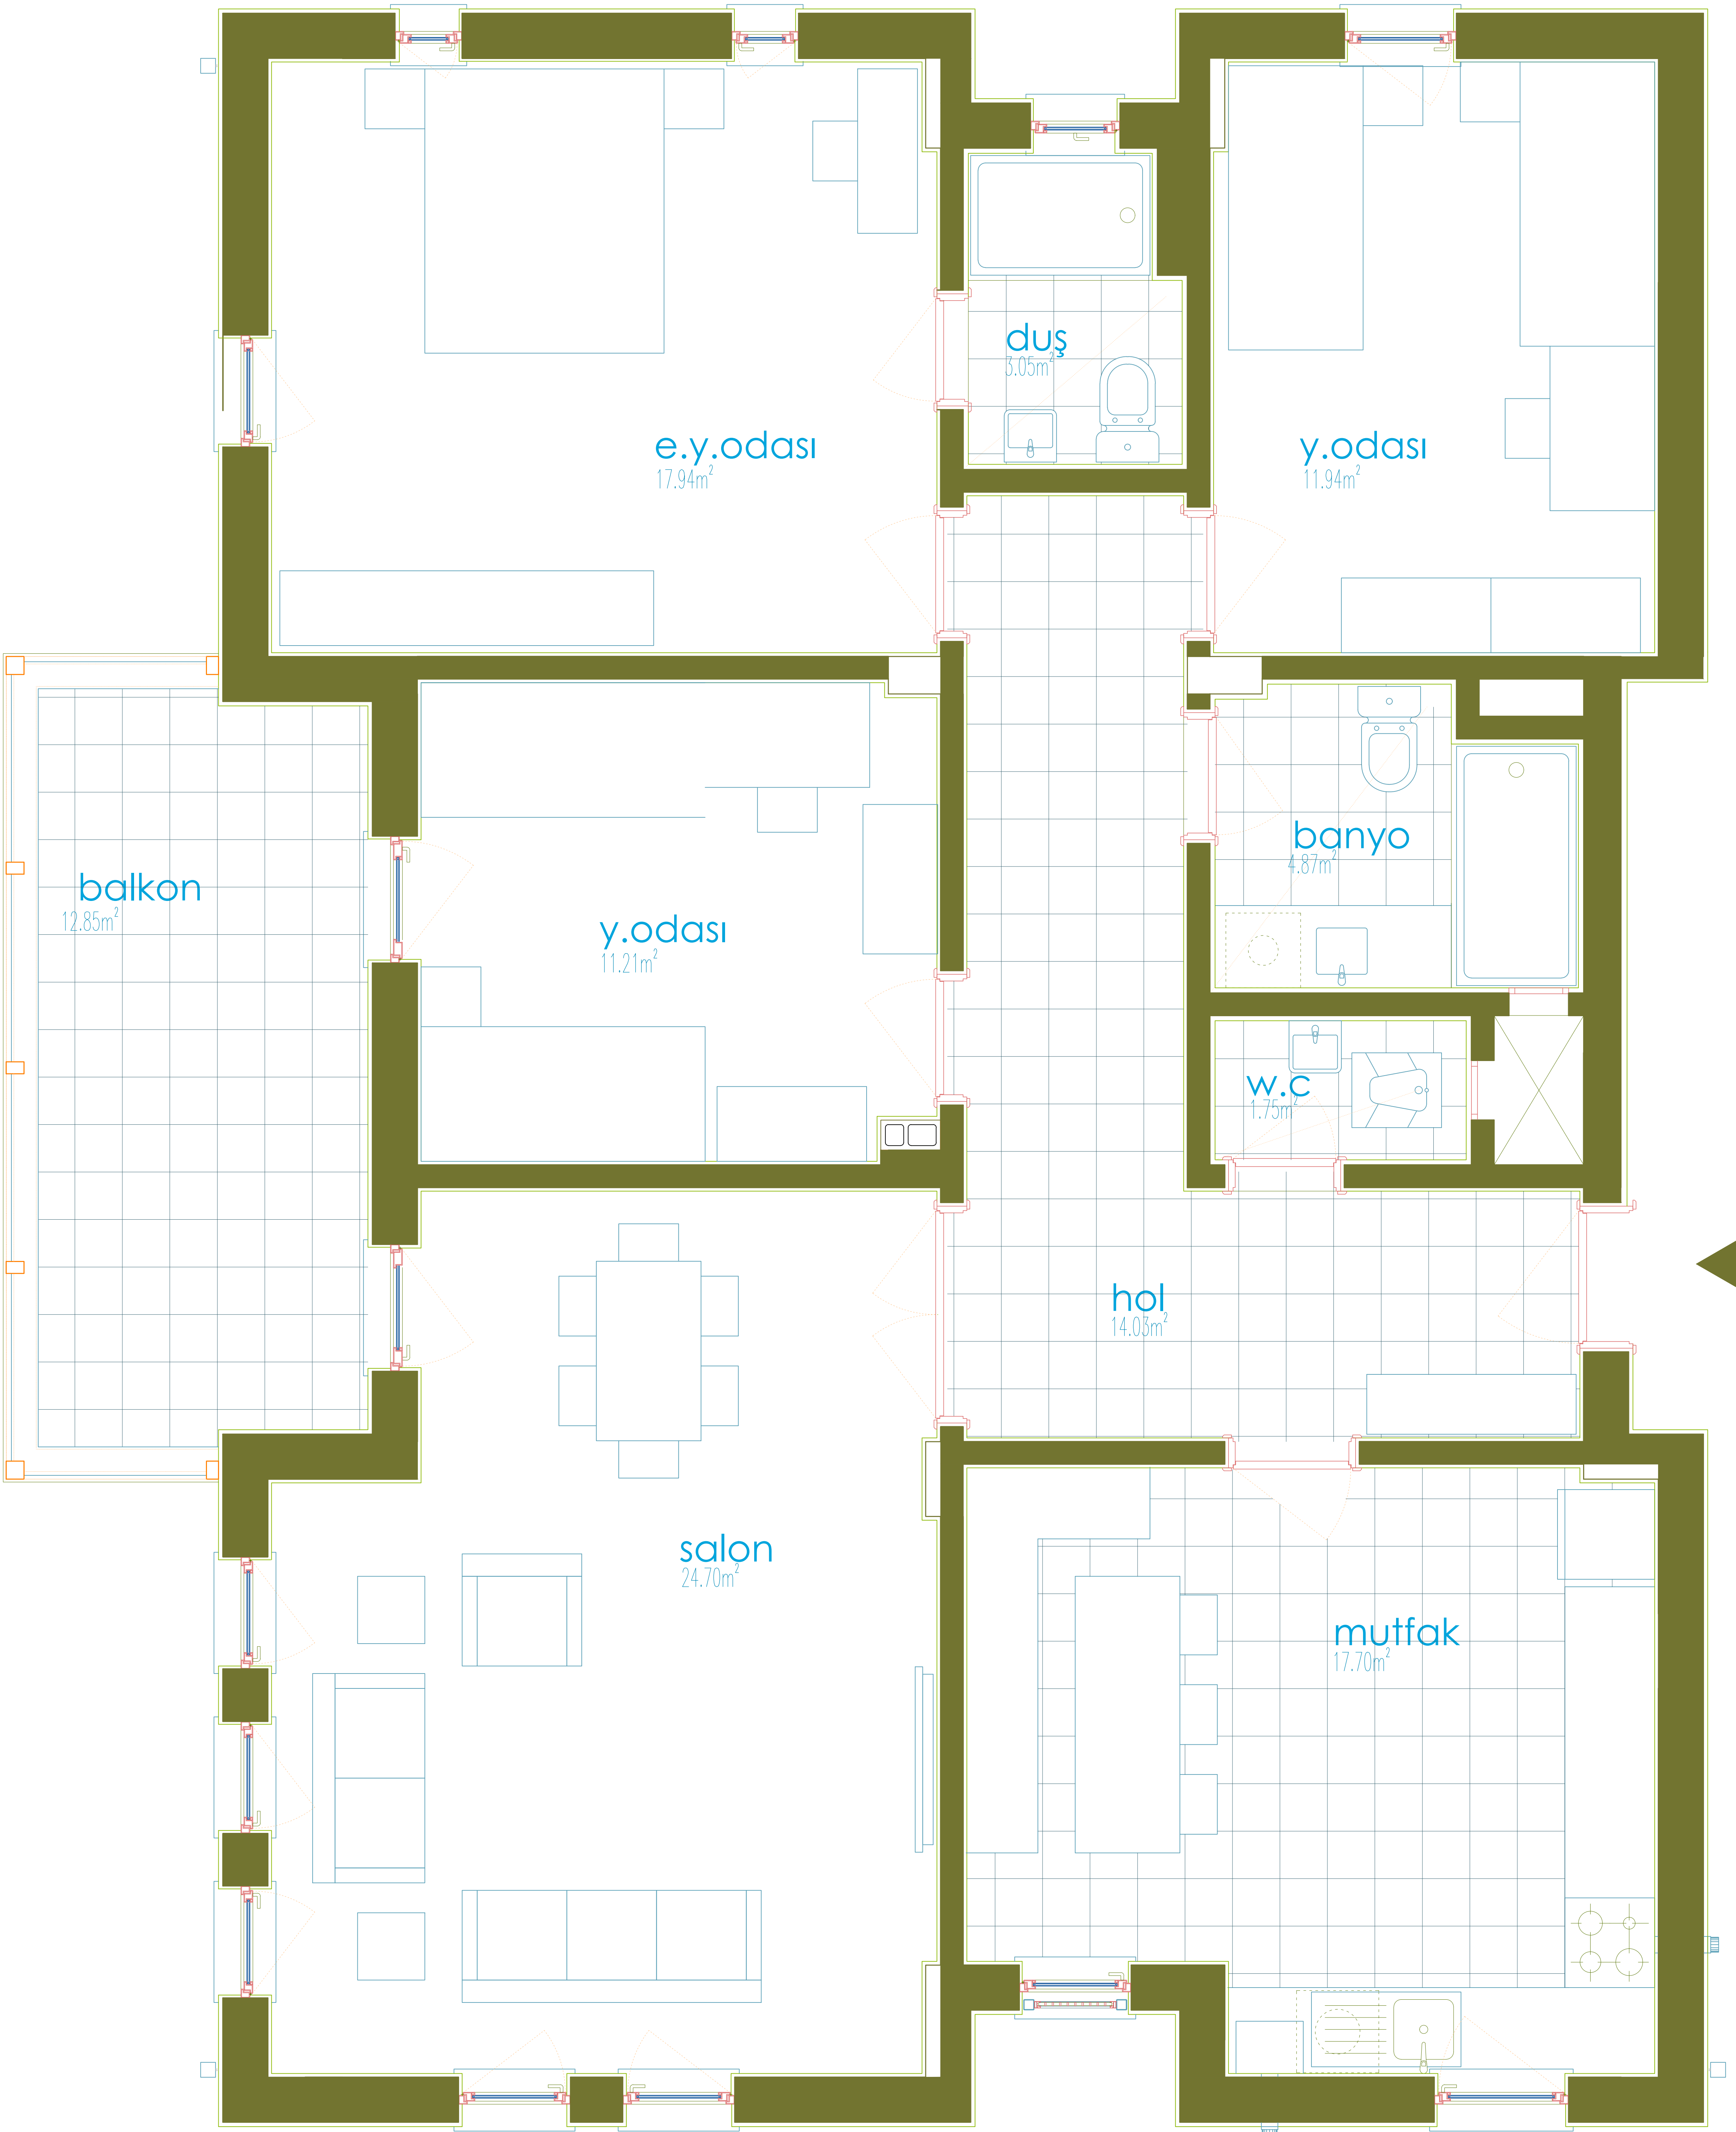 duş
3.05m²
e.y.odası
17.94m²
y.odası
11.94m²
banyo
4.87m²
balkon
12.85m²
y.odası
11.21m²
w.c
1.75m²
hol
14.03m²
salon
24.70m²
mutfak
17.70m²